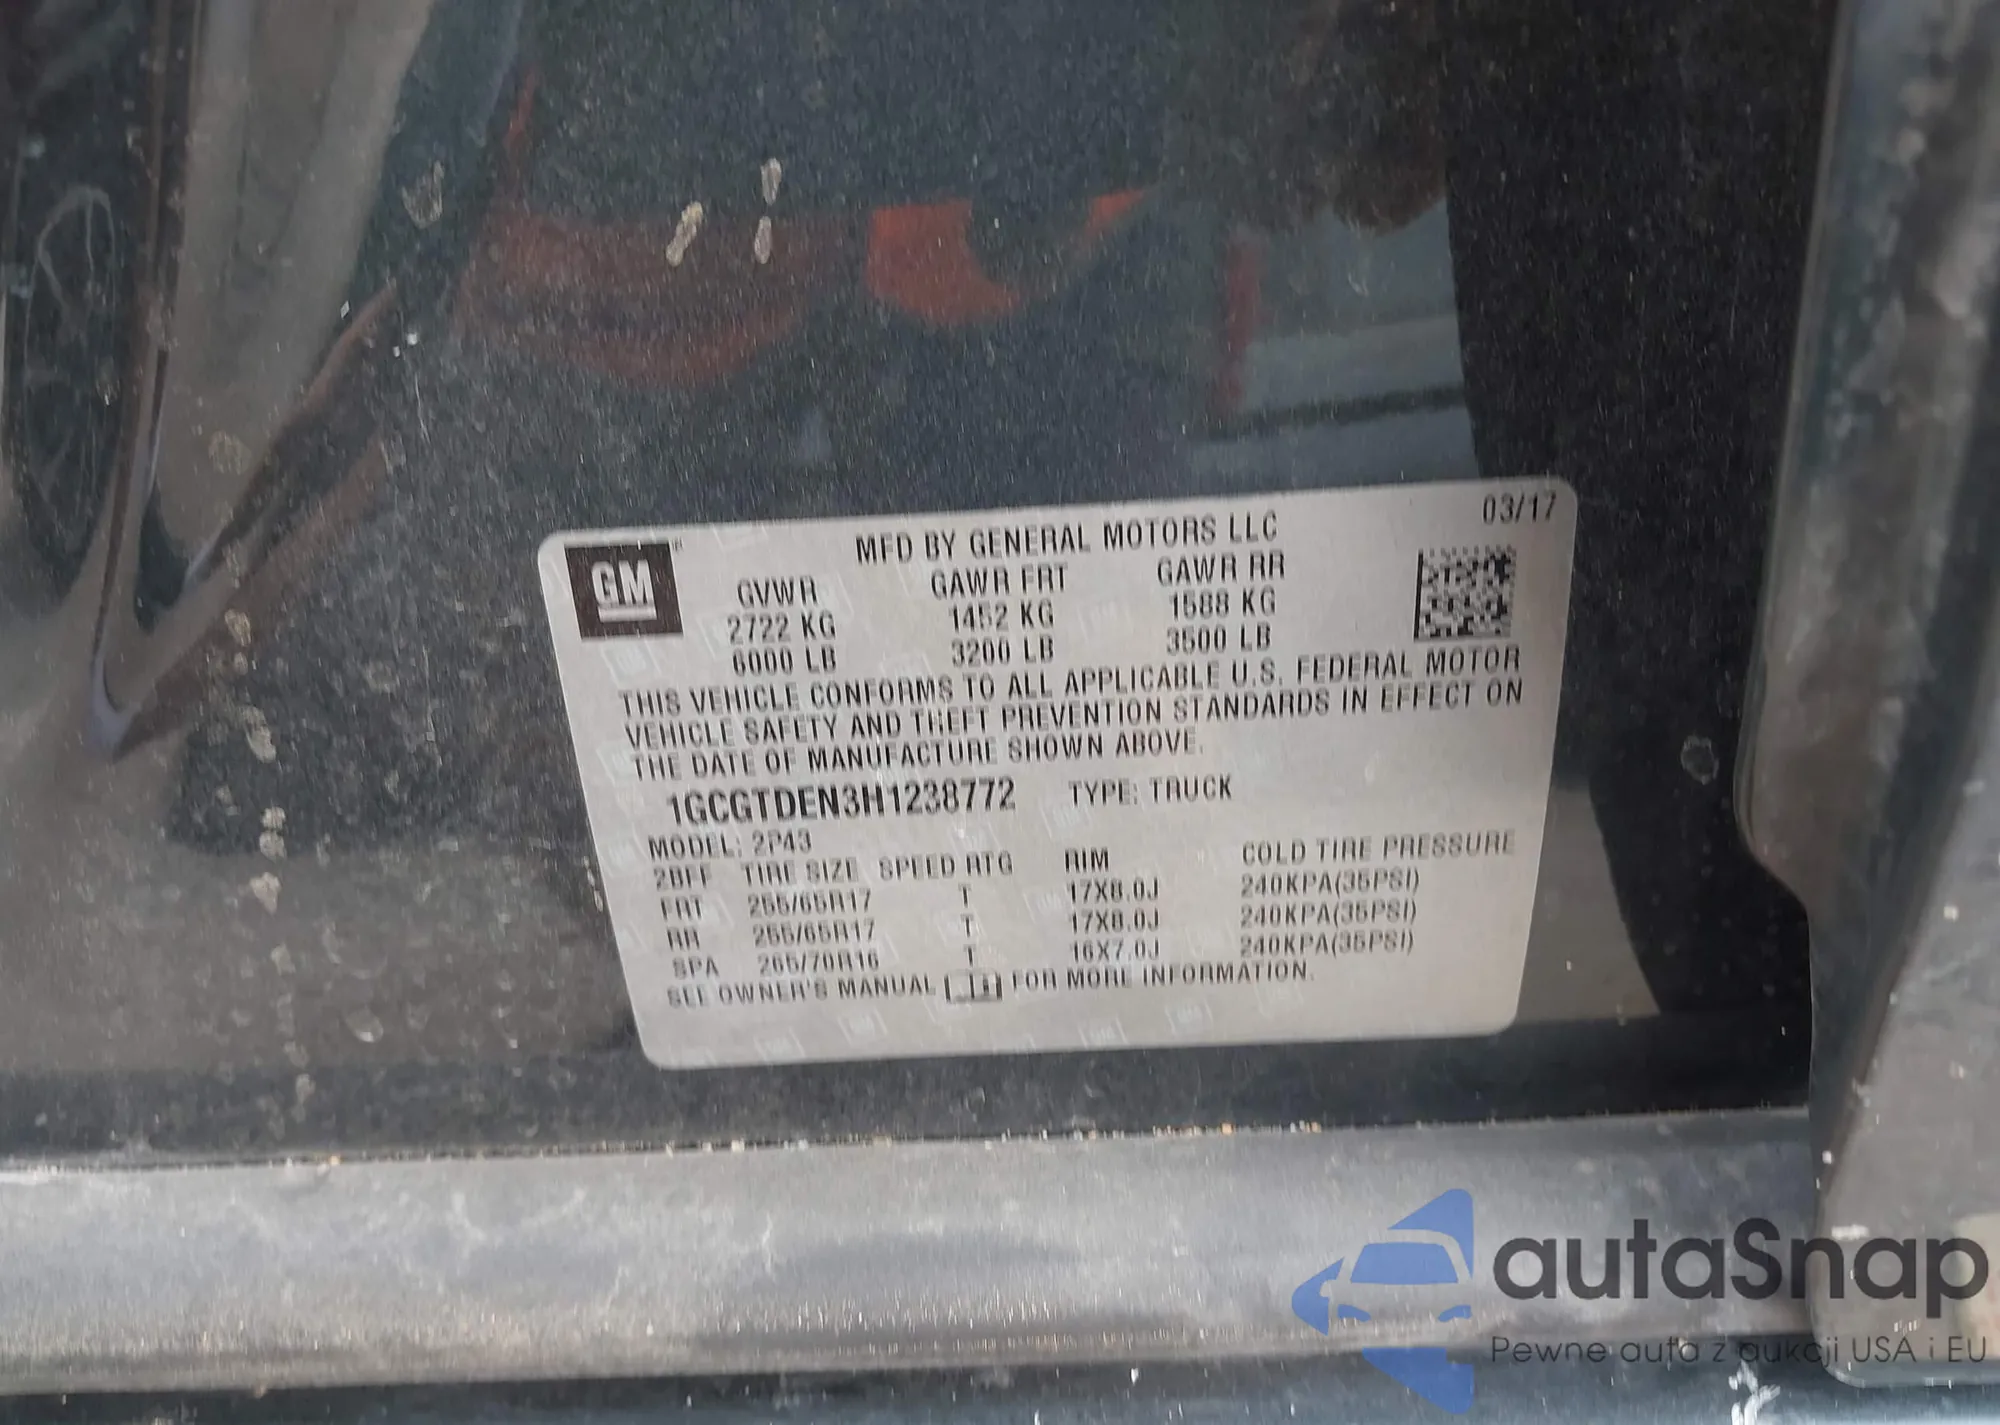 03/17
GM
MFD BY GENERAL MOTORS LLC
GVWR GAWR FRT GAWR RR
2722 KG 1452 KG 1588 KG
6000 LB 3200 LB 3500 LB
THIS VEHICLE CONFORMS TO ALL APPLICABLE U.S. FEDERAL MOTOR
VEHICLE SAFETY AND THEFT PREVENTION STANDARDS IN EFFECT ON
THE DATE OF MANUFACTURE SHOWN ABOVE.
1GCGTDEN3H1238772 TYPE: TRUCK
MODEL: 2P43
2BFF TIRE SIZE SPEED RTG RIM COLD TIRE PRESSURE
FRT 255/65R17 T 17X8.0J 240KPA(35PSI)
RR 255/65R17 T 17X8.0J 240KPA(35PSI)
SPA 265/70R16 T 16X7.0J 240KPA(35PSI)
SEE OWNER'S MANUAL FOR MORE INFORMATION.
autaSnap
Pewne auta z aukcji USA i EU